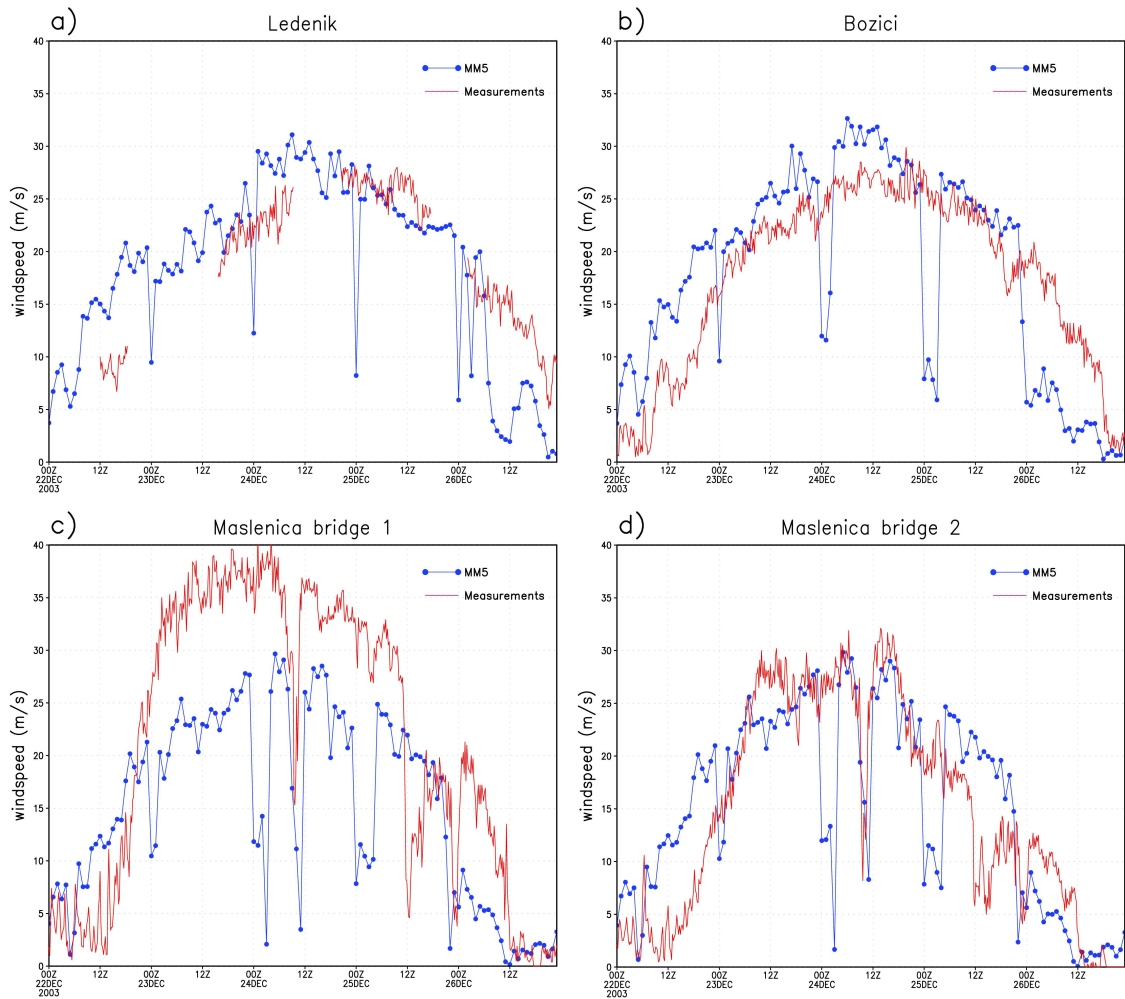 a)
Ledenik
40
35
30
25
20
15
10
5
0
windspeed (m/s)
MM5
Measurements
00Z 12Z 00Z 12Z 00Z 12Z 00Z 12Z 00Z 12Z
22DEC 23DEC 24DEC 25DEC 26DEC
2003
b)
Bozici
40
35
30
25
20
15
10
5
0
windspeed (m/s)
MM5
Measurements
00Z 12Z 00Z 12Z 00Z 12Z 00Z 12Z 00Z 12Z
22DEC 23DEC 24DEC 25DEC 26DEC
2003
c)
Maslenica bridge 1
40
35
30
25
20
15
10
5
0
windspeed (m/s)
MM5
Measurements
00Z 12Z 00Z 12Z 00Z 12Z 00Z 12Z 00Z 12Z
22DEC 23DEC 24DEC 25DEC 26DEC
2003
d)
Maslenica bridge 2
40
35
30
25
20
15
10
5
0
windspeed (m/s)
MM5
Measurements
00Z 12Z 00Z 12Z 00Z 12Z 00Z 12Z 00Z 12Z
22DEC 23DEC 24DEC 25DEC 26DEC
2003